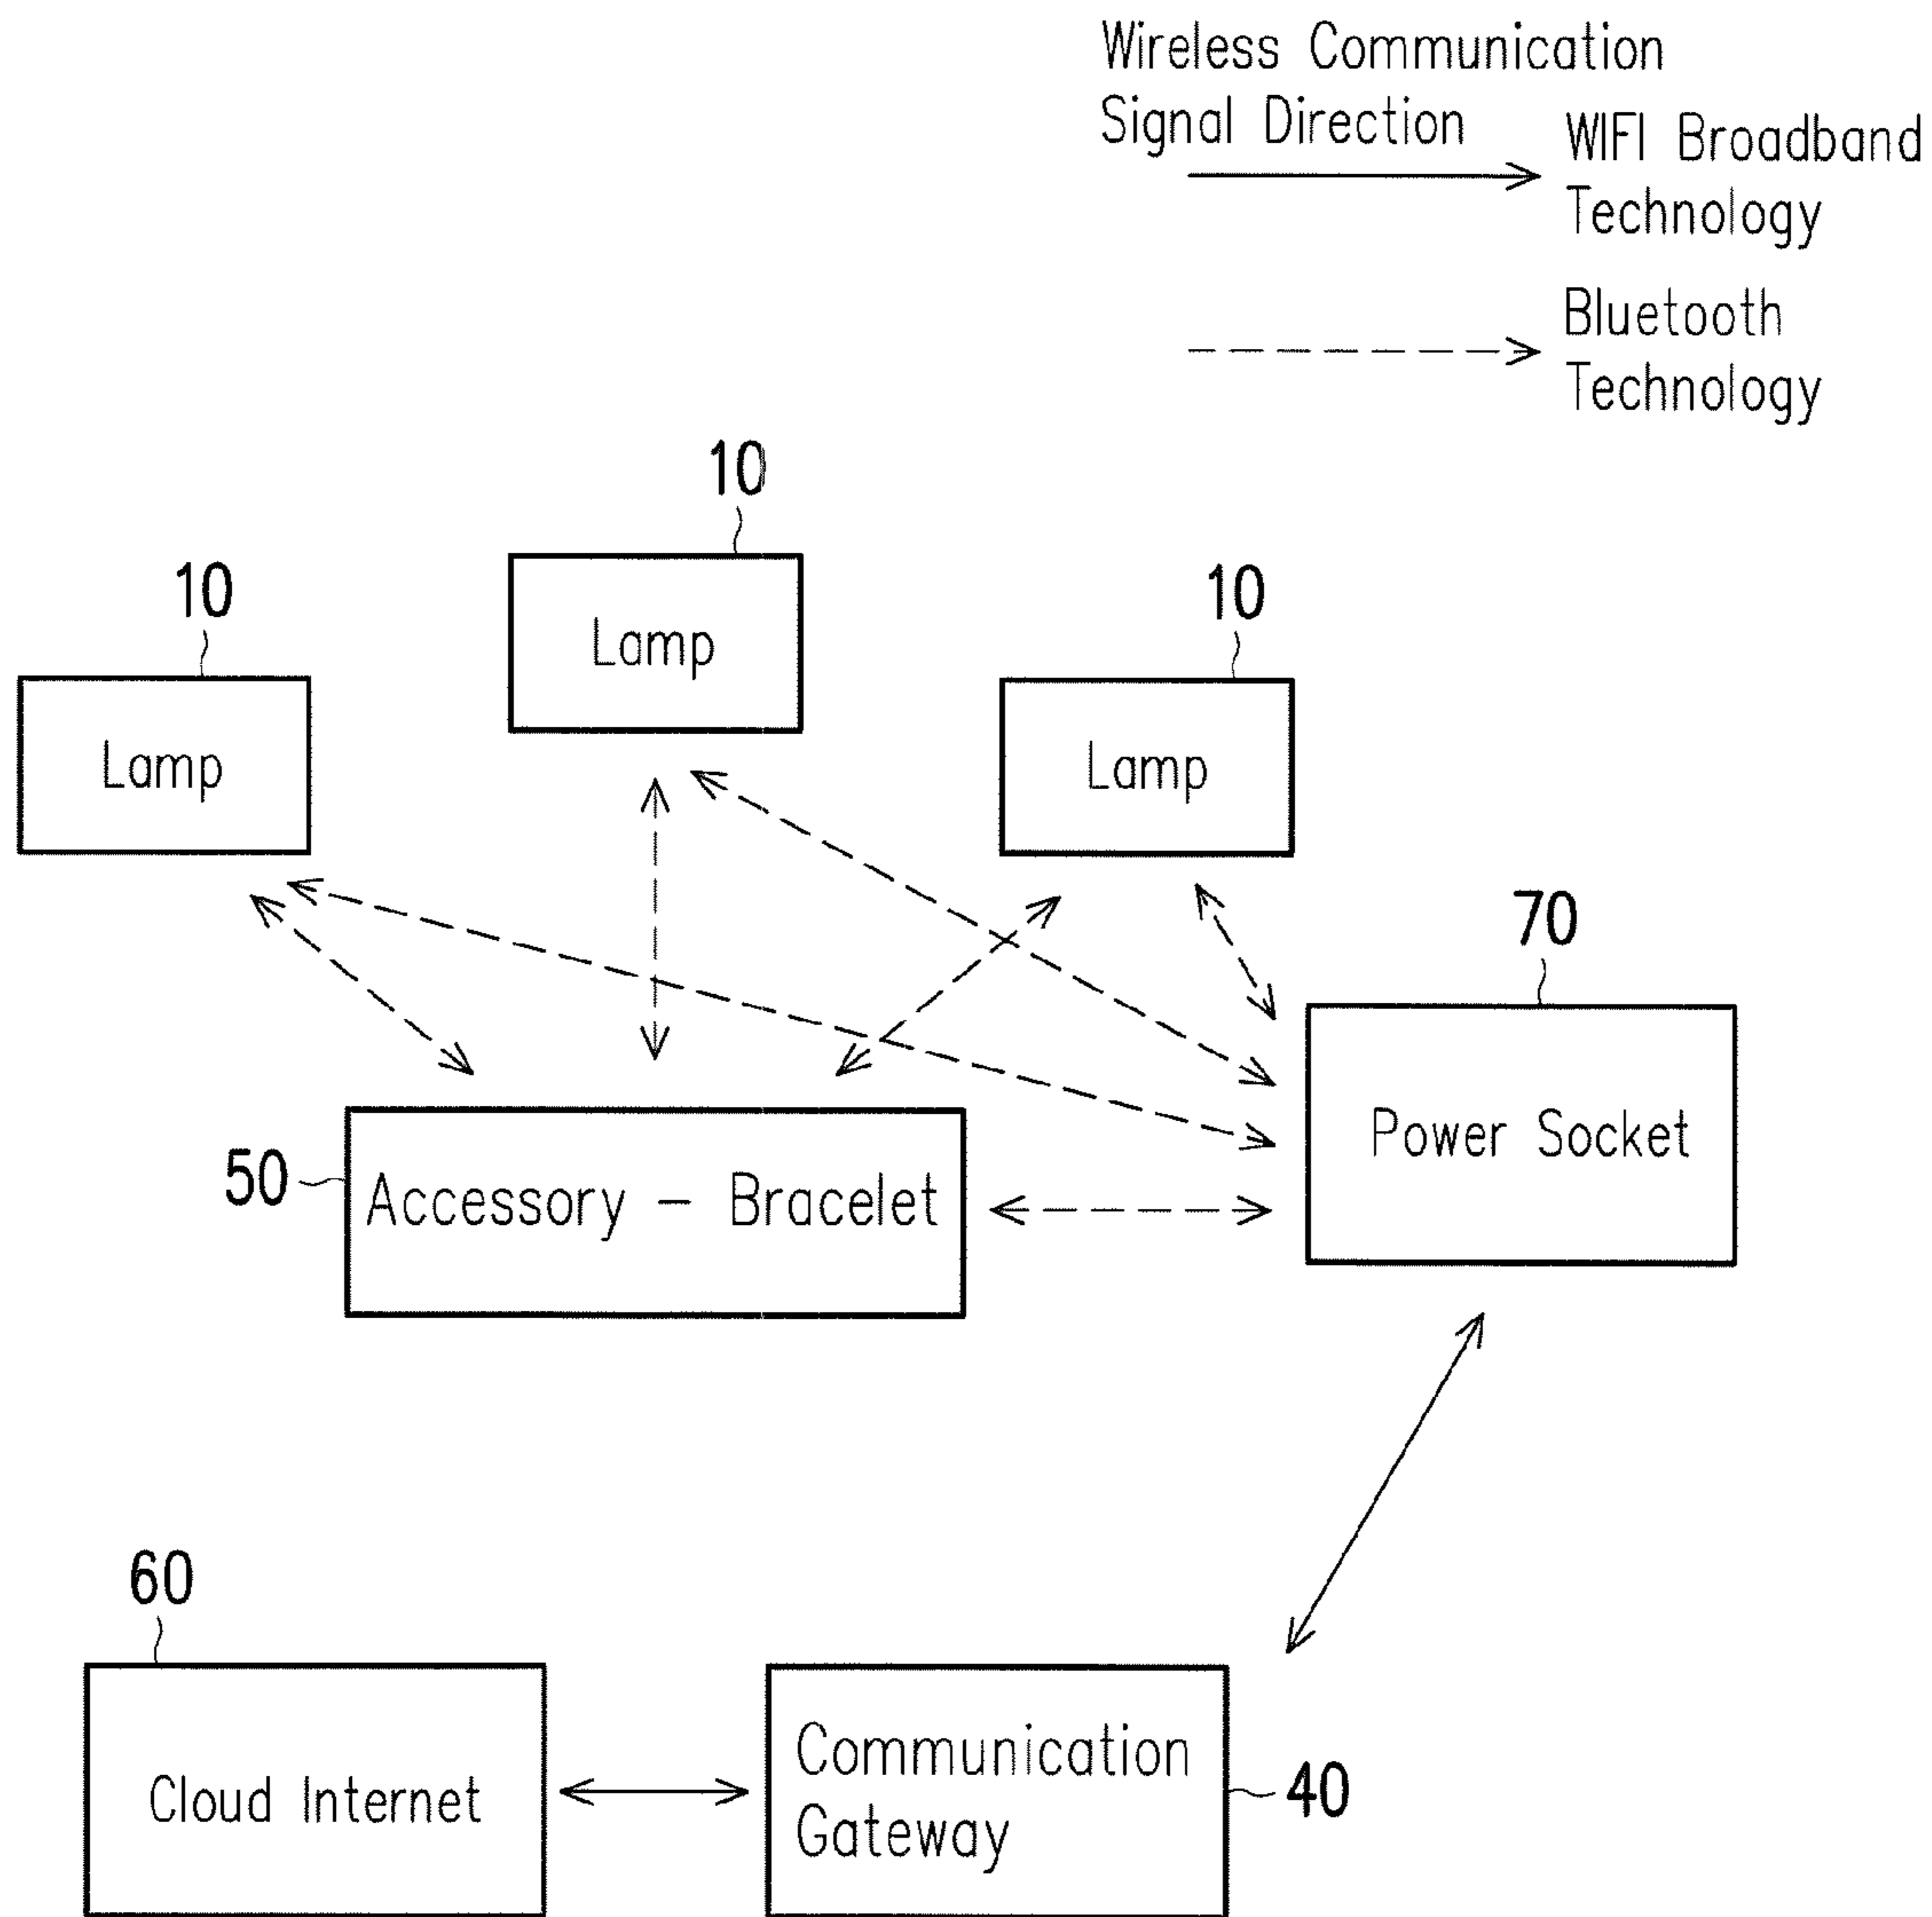 Wireless Communication
Signal Direction
WIFI Broadband
Technology
Bluetooth
Technology
10
10
10
Lamp
Lamp
Lamp
70
Power Socket
50
Accessory - Bracelet
60
Cloud Internet
Communication
Gateway
40